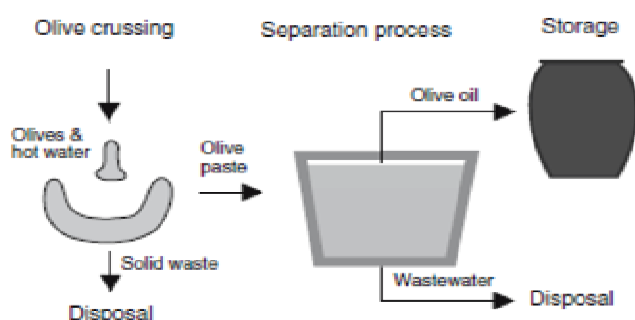 Olive crussing
Separation process
Storage
Olive oil
Olives &
hot water
Olive
paste
Solid waste
Wastewater
Disposal
Disposal